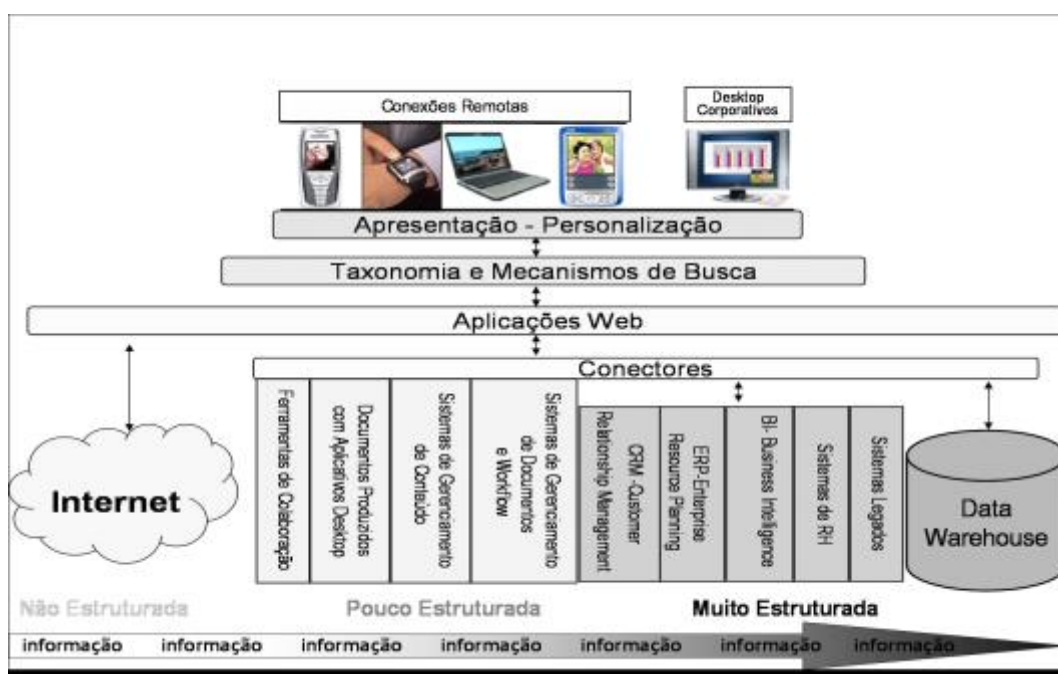 Conexões Remotas
Desktop
Corporativos
Apresentação - Personalização
Taxonomia e Mecanismos de Busca
Aplicações Web
Conectores
Ferramentas de Colaboração
Documentos Produzidos
com Aplicativos Desktop
Sistemas de Gerenciamento
de Conteúdo
Sistemas de Gerenciamento
de Documentos
e Workflow
CRM -Customer
Relationship Management
ERP-Enterprise
Resource Planning
BI- Business Intelligence
Sistemas de RH
Sistemas Legados
Internet
Data
Warehouse
Não Estruturada
Pouco Estruturada
Muito Estruturada
informação informação informação informação informação informação informação